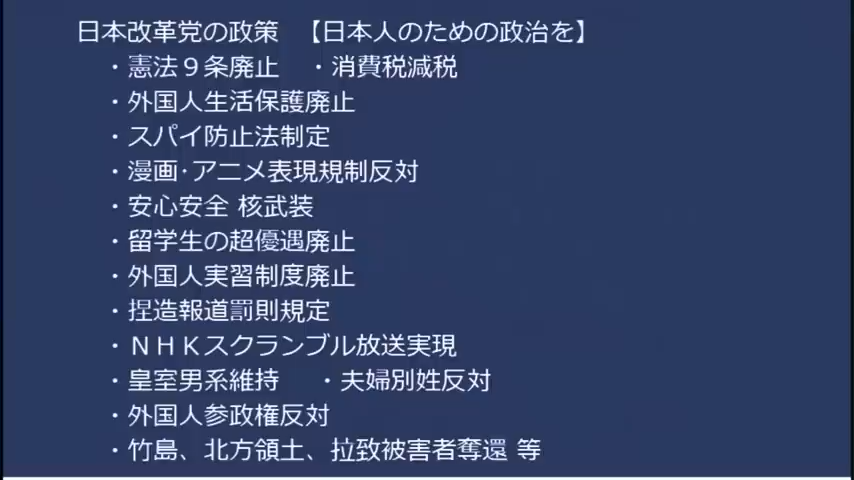 日本改革党の政策 【日本人のための政治を】
・憲法９条廃止 ・消費税減税
・外国人生活保護廃止
・スパイ防止法制定
・漫画･アニメ表現規制反対
・安心安全 核武装
・留学生の超優遇廃止
・外国人実習制度廃止
・捏造報道罰則規定
・ＮＨＫスクランブル放送実現
・皇室男系維持 ・夫婦別姓反対
・外国人参政権反対
・竹島、北方領土、拉致被害者奪還 等